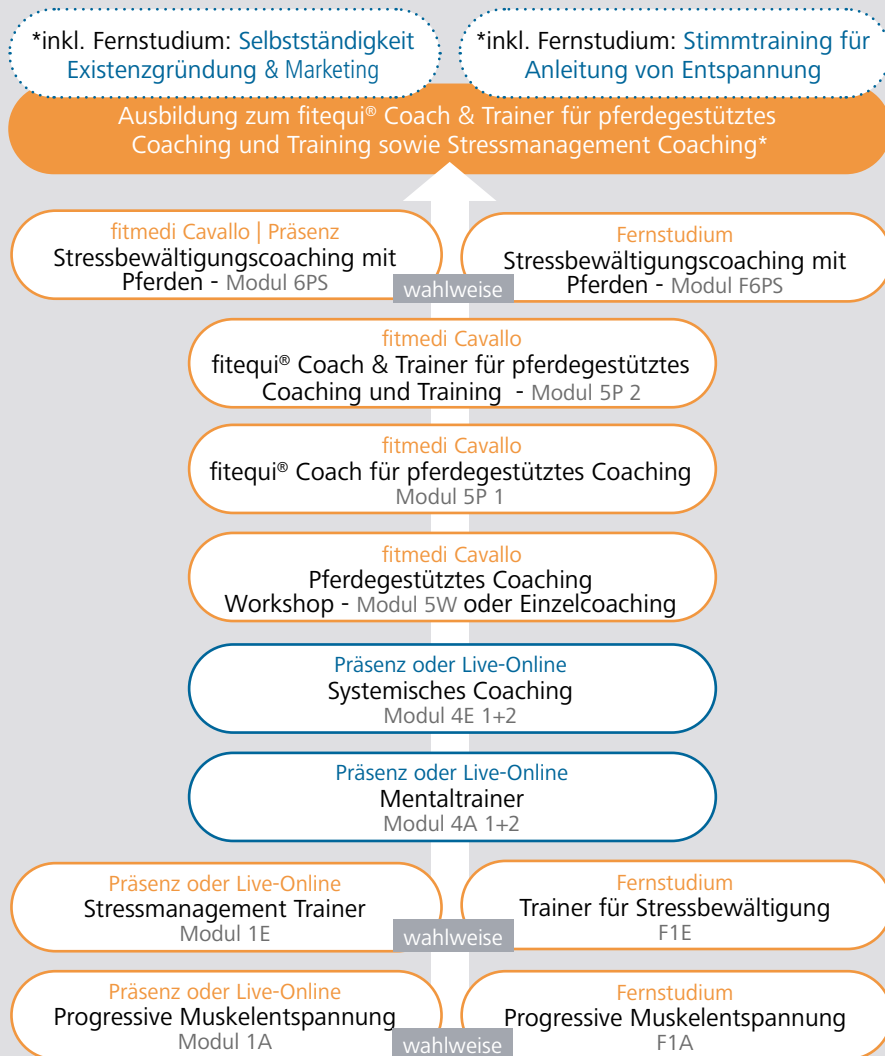 *inkl. Fernstudium: Selbstständigkeit
Existenzgründung & Marketing
*inkl. Fernstudium: Stimmtraining für
Anleitung von Entspannung
Ausbildung zum fitequi® Coach & Trainer für pferdegestütztes
Coaching und Training sowie Stressmanagement Coaching*
fitmedi Cavallo | Präsenz
Stressbewältigungscoaching mit
Pferden - Modul 6PS
wahlweise
Fernstudium
Stressbewältigungscoaching mit
Pferden - Modul F6PS
fitmedi Cavallo
fitequi® Coach & Trainer für pferdegestütztes
Coaching und Training - Modul 5P 2
fitmedi Cavallo
fitequi® Coach für pferdegestütztes Coaching
Modul 5P 1
fitmedi Cavallo
Pferdegestütztes Coaching
Workshop - Modul 5W oder Einzelcoaching
Präsenz oder Live-Online
Systemisches Coaching
Modul 4E 1+2
Präsenz oder Live-Online
Mentaltrainer
Modul 4A 1+2
Präsenz oder Live-Online
Stressmanagement Trainer
Modul 1E
wahlweise
Fernstudium
Trainer für Stressbewältigung
F1E
Präsenz oder Live-Online
Progressive Muskelentspannung
Modul 1A
wahlweise
Fernstudium
Progressive Muskelentspannung
F1A